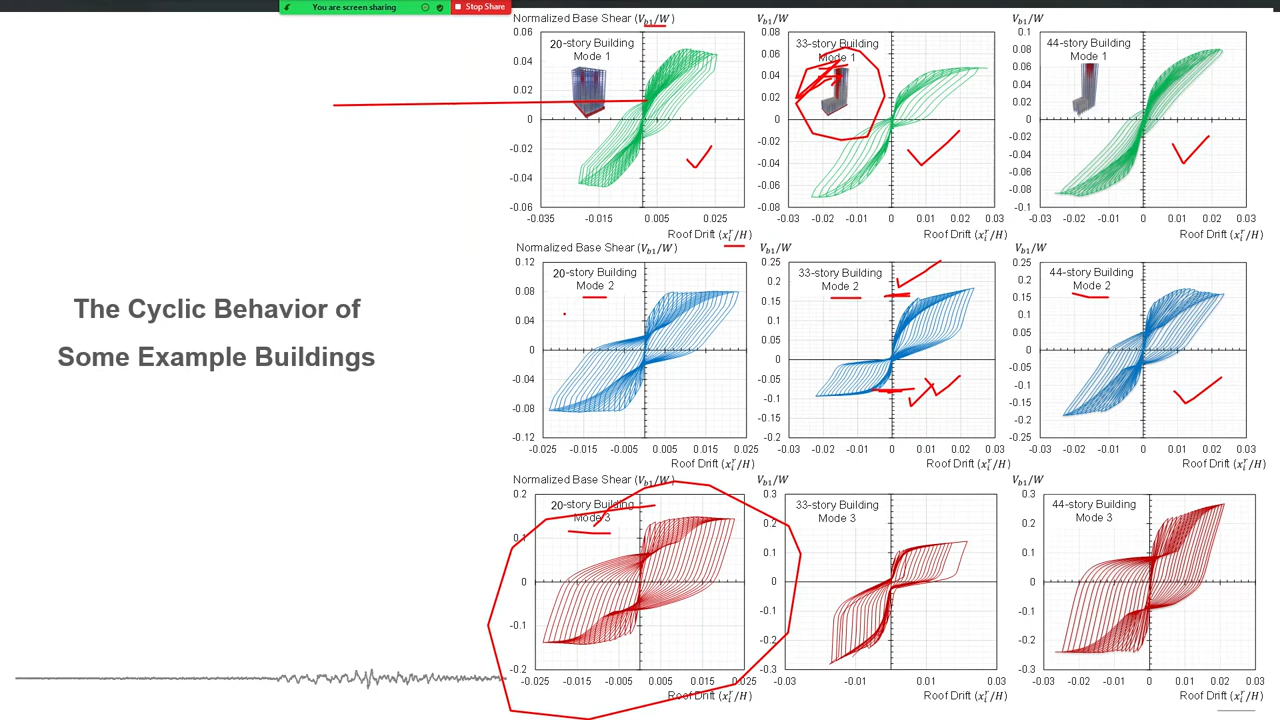 You are screen sharing
Stop Share
The Cyclic Behavior of
Some Example Buildings
Normalized Base Shear (V_b1/W)
20-story Building
Mode 1
0.06
0.04
0.02
0
-0.02
-0.04
-0.06
-0.035 -0.015 0.005 0.025
Roof Drift (x_i^r/H)
V_b1/W
33-story Building
Mode 1
0.08
0.06
0.04
0.02
0
-0.02
-0.04
-0.06
-0.08
-0.03 -0.02 -0.01 0 0.01 0.02 0.03
Roof Drift (x_i^r/H)
V_b1/W
44-story Building
Mode 1
0.1
0.08
0.06
0.04
0.02
0
-0.02
-0.04
-0.06
-0.08
-0.1
-0.03 -0.02 -0.01 0 0.01 0.02 0.03
Roof Drift (x_i^r/H)
Normalized Base Shear (V_b1/W)
20-story Building
Mode 2
0.12
0.08
0.04
0
-0.04
-0.08
-0.12
-0.025 -0.015 -0.005 0.005 0.015 0.025
Roof Drift (x_i^r/H)
V_b1/W
33-story Building
Mode 2
0.25
0.2
0.15
0.1
0.05
0
-0.05
-0.1
-0.15
-0.2
-0.03 -0.02 -0.01 0 0.01 0.02 0.03
Roof Drift (x_i^r/H)
V_b1/W
44-story Building
Mode 2
0.25
0.2
0.15
0.1
0.05
0
-0.05
-0.1
-0.15
-0.2
-0.25
-0.03 -0.02 -0.01 0 0.01 0.02 0.03
Roof Drift (x_i^r/H)
Normalized Base Shear (V_b1/W)
20-story Building
Mode 3
0.2
0.1
0
-0.1
-0.2
-0.025 -0.015 -0.005 0.005 0.015 0.025
Roof Drift (x_i^r/H)
V_b1/W
33-story Building
Mode 3
0.3
0.2
0.1
0
-0.1
-0.2
-0.3
-0.03 -0.01 0.01 0.03
Roof Drift (x_i^r/H)
V_b1/W
44-story Building
Mode 3
0.3
0.2
0.1
0
-0.1
-0.2
-0.3
-0.03 -0.02 -0.01 0 0.01 0.02 0.03
Roof Drift (x_i^r/H)